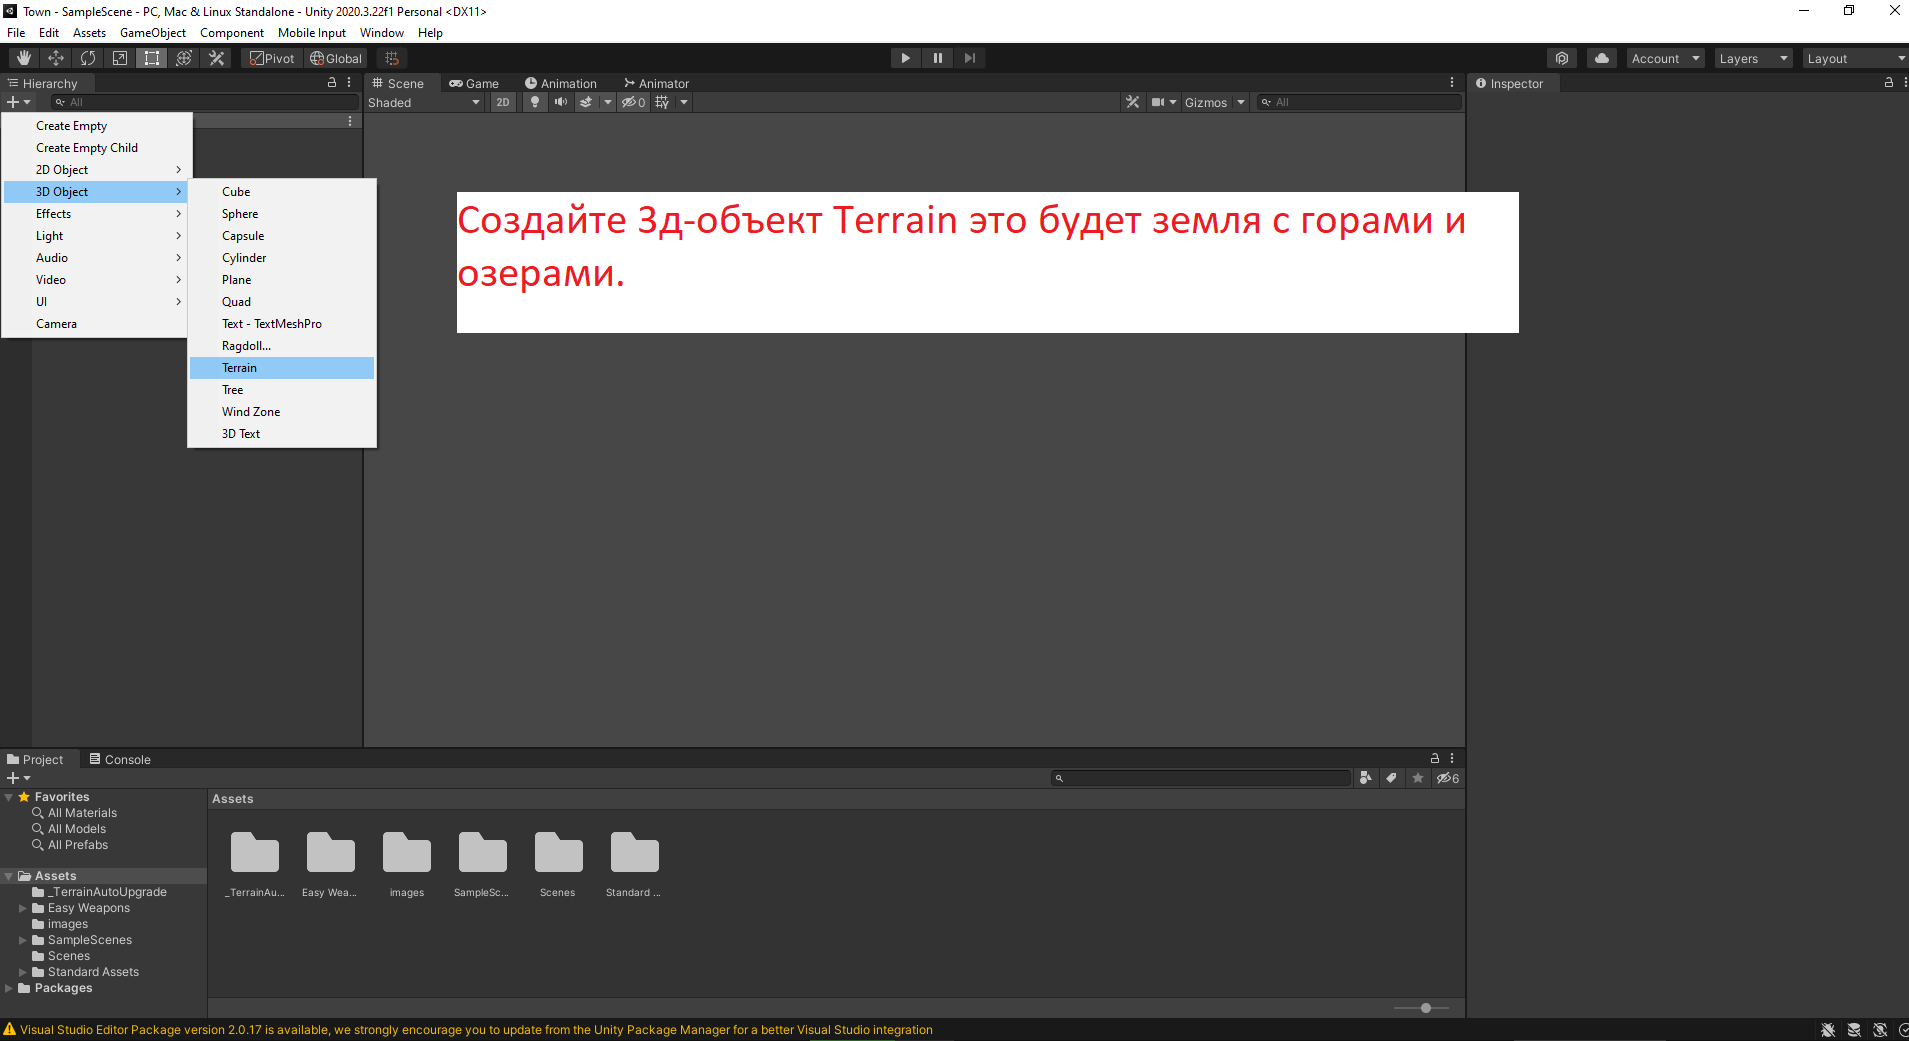 Town - SampleScene - PC, Mac & Linux Standalone - Unity 2020.3.22f1 Personal <DX11>
File Edit Assets GameObject Component Mobile Input Window Help
Pivot Global Account Layers Layout
Hierarchy Scene Game Animation Animator Inspector
All Shaded 2D 0 Gizmos All
Create Empty
Create Empty Child
2D Object
3D Object
Effects
Light
Audio
Video
UI
Camera
Cube
Sphere
Capsule
Cylinder
Plane
Quad
Text - TextMeshPro
Ragdoll...
Terrain
Tree
Wind Zone
3D Text
Создайте 3д-объект Terrain это будет земля с горами и
озерами.
Project Console
6
Favorites
All Materials
All Models
All Prefabs
Assets
_TerrainAutoUpgrade
Easy Weapons
images
SampleScenes
Scenes
Standard Assets
Packages
Assets
_TerrainAu... Easy Wea... images SampleSc... Scenes Standard ...
Visual Studio Editor Package version 2.0.17 is available, we strongly encourage you to update from the Unity Package Manager for a better Visual Studio integration